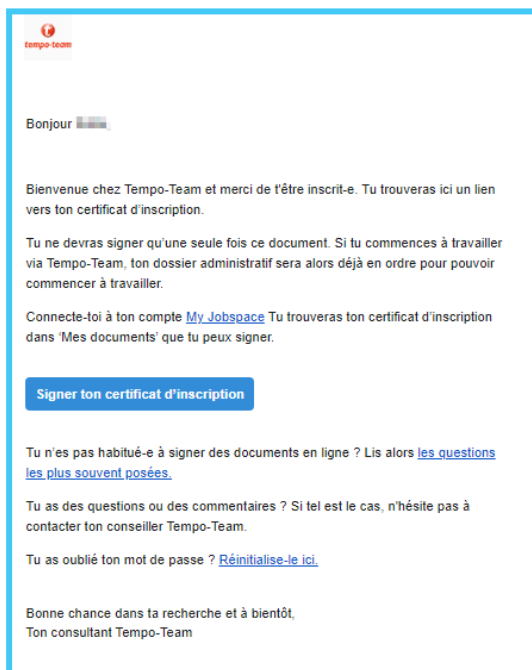 tempo-team
Bonjour
Bienvenue chez Tempo-Team et merci de t'être inscrit-e. Tu trouveras ici un lien
vers ton certificat d'inscription.
Tu ne devras signer qu'une seule fois ce document. Si tu commences à travailler
via Tempo-Team, ton dossier administratif sera alors déjà en ordre pour pouvoir
commencer à travailler.
Connecte-toi à ton compte My Jobspace Tu trouveras ton certificat d'inscription
dans 'Mes documents' que tu peux signer.
Signer ton certificat d'inscription
Tu n'es pas habitué-e à signer des documents en ligne ? Lis alors les questions
les plus souvent posées.
Tu as des questions ou des commentaires ? Si tel est le cas, n'hésite pas à
contacter ton conseiller Tempo-Team.
Tu as oublié ton mot de passe ? Réinitialise-le ici.
Bonne chance dans ta recherche et à bientôt,
Ton consultant Tempo-Team